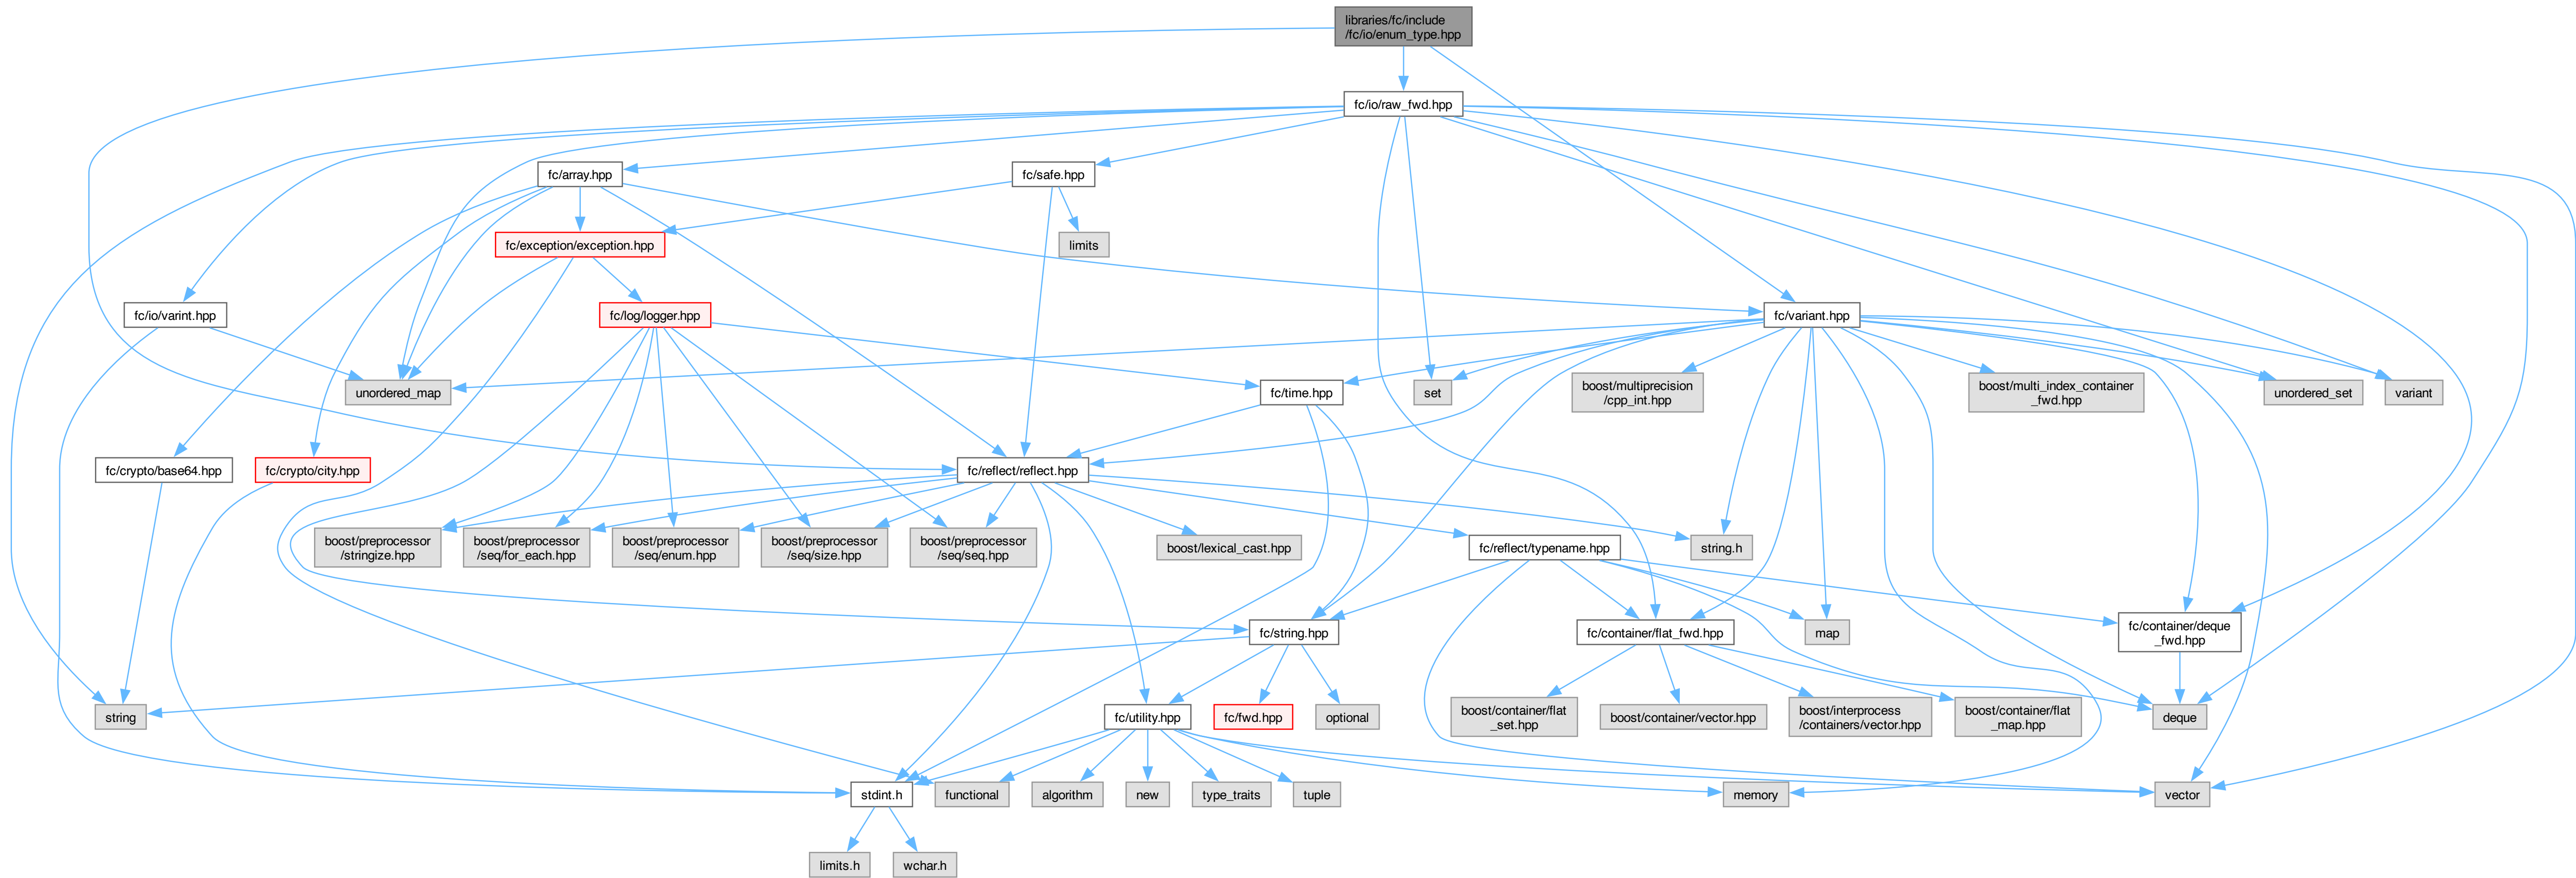 libraries/fc/include
/fc/io/enum_type.hpp
fc/io/raw_fwd.hpp
fc/array.hpp
fc/safe.hpp
fc/exception/exception.hpp
limits
fc/io/varint.hpp
fc/log/logger.hpp
fc/variant.hpp
unordered_map
fc/time.hpp
set
boost/multiprecision
/cpp_int.hpp
boost/multi_index_container
_fwd.hpp
unordered_set
variant
fc/crypto/base64.hpp
fc/crypto/city.hpp
fc/reflect/reflect.hpp
boost/preprocessor
/stringize.hpp
boost/preprocessor
/seq/for_each.hpp
boost/preprocessor
/seq/enum.hpp
boost/preprocessor
/seq/size.hpp
boost/preprocessor
/seq/seq.hpp
boost/lexical_cast.hpp
fc/reflect/typename.hpp
string.h
fc/string.hpp
fc/container/flat_fwd.hpp
map
fc/container/deque
_fwd.hpp
string
fc/utility.hpp
fc/fwd.hpp
optional
boost/container/flat
_set.hpp
boost/container/vector.hpp
boost/interprocess
/containers/vector.hpp
boost/container/flat
_map.hpp
deque
stdint.h
functional
algorithm
new
type_traits
tuple
memory
vector
limits.h
wchar.h